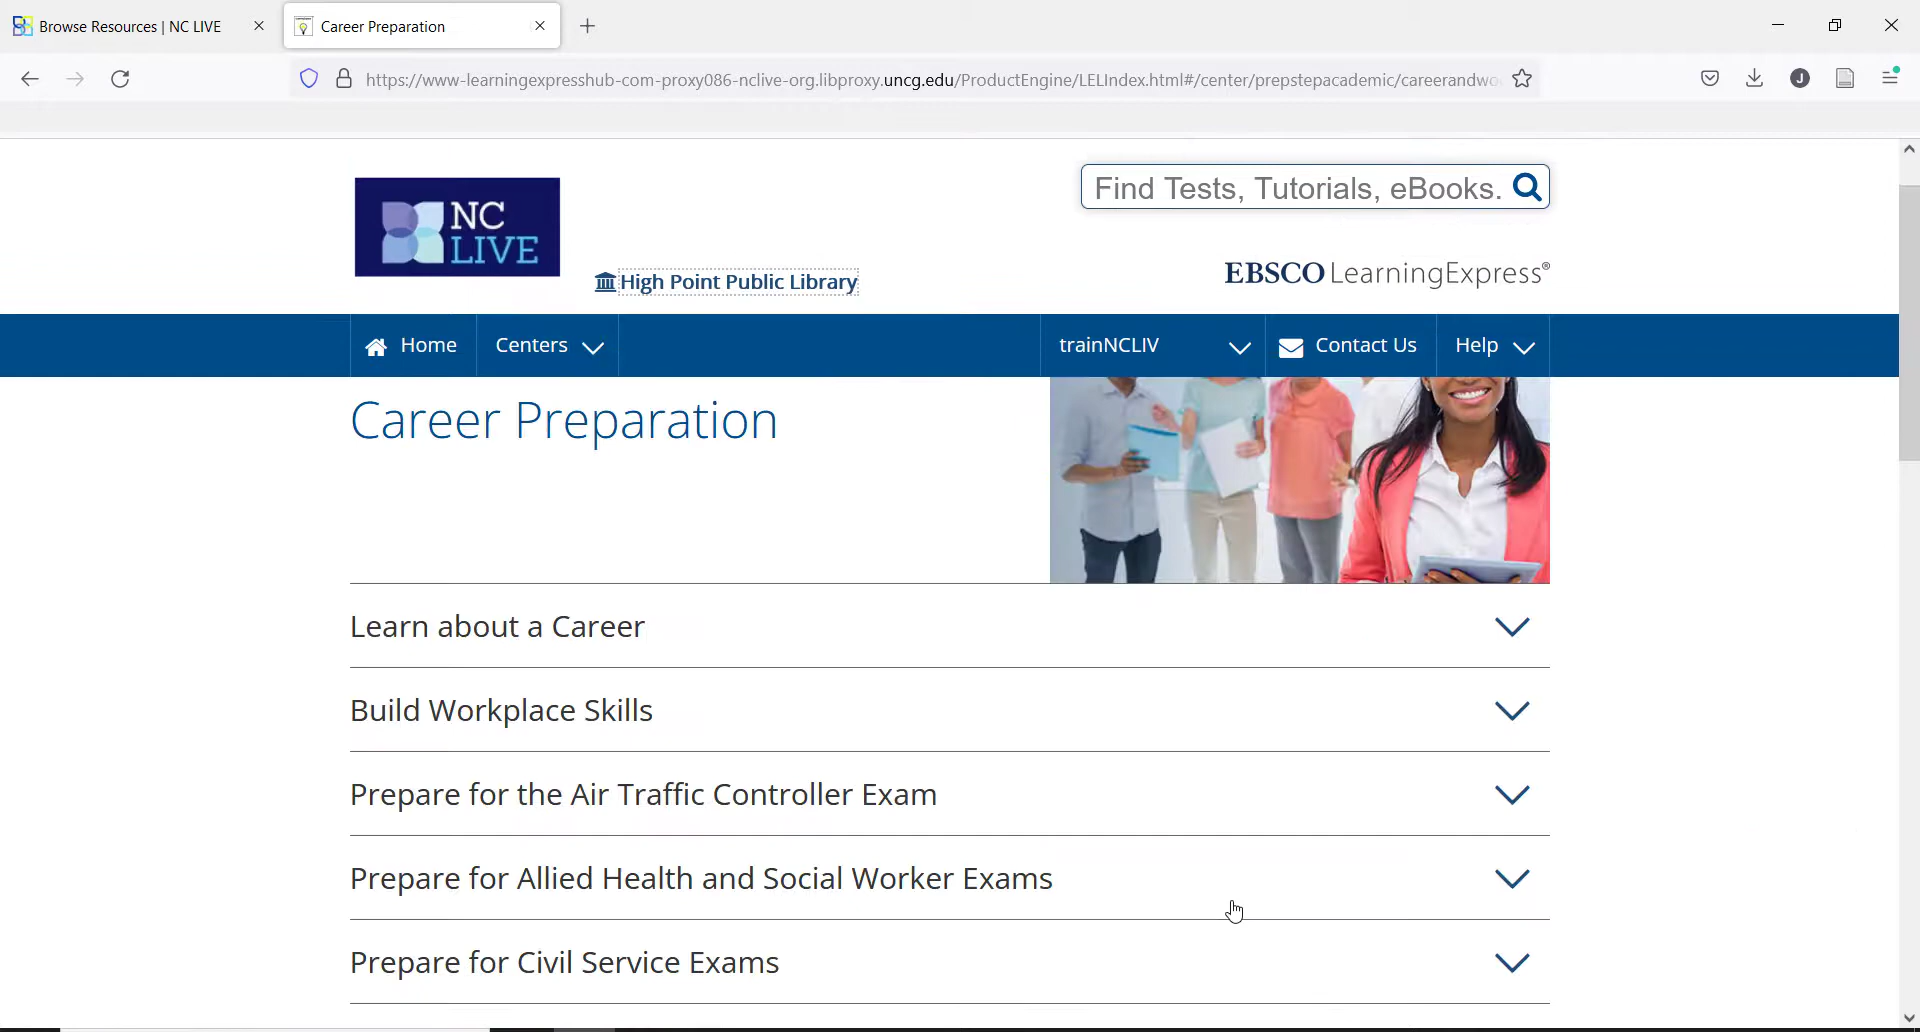 Browse Resources | NC LIVE
Career Preparation
https://www-learningexpresshub-com-proxy086-nclive-org.libproxy.uncg.edu/ProductEngine/LELIndex.html#/center/prepstepacademic/careerandwo
J
NC
LIVE
High Point Public Library
Find Tests, Tutorials, eBooks.
EBSCO LearningExpress®
Home
Centers
trainNCLIV
Contact Us
Help
Career Preparation
Learn about a Career
Build Workplace Skills
Prepare for the Air Traffic Controller Exam
Prepare for Allied Health and Social Worker Exams
Prepare for Civil Service Exams